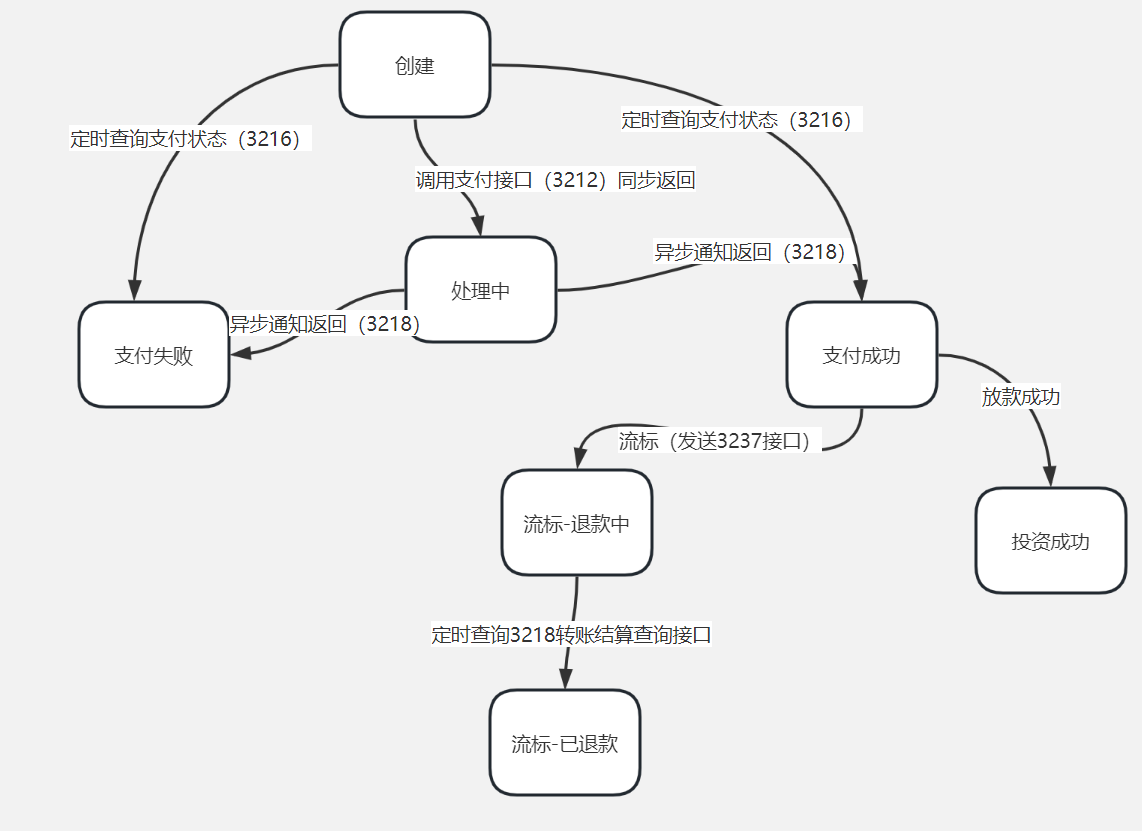 创建
定时查询支付状态（3216）
定时查询支付状态（3216）
调用支付接口（3212）同步返回
异步通知返回（3218）
处理中
异步通知返回（3218）
支付失败
支付成功
放款成功
流标（发送3237接口）
流标-退款中
投资成功
定时查询3218转账结算查询接口
流标-已退款